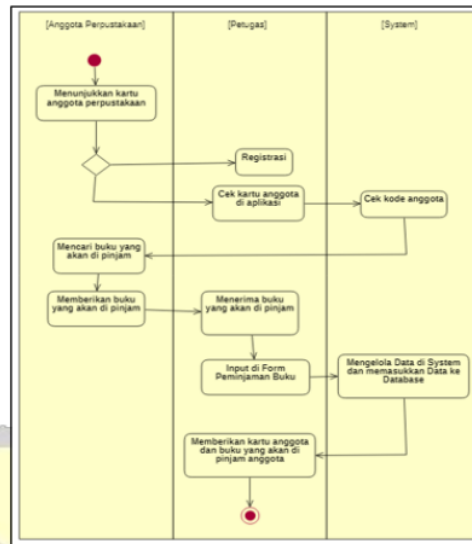 [Anggota Perpustakaan]
[Petugas]
[System]
Menunjukkan kartu
anggota perpustakaan
Registrasi
Cek kartu anggota
di aplikasi
Cek kode anggota
Mencari buku yang
akan di pinjam
Memberikan buku
yang akan di pinjam
Menerima buku
yang akan di pinjam
Input di Form
Peminjaman Buku
Mengelola Data di System
dan memasukkan Data ke
Database
Memberikan kartu anggota
dan buku yang akan di
pinjam anggota